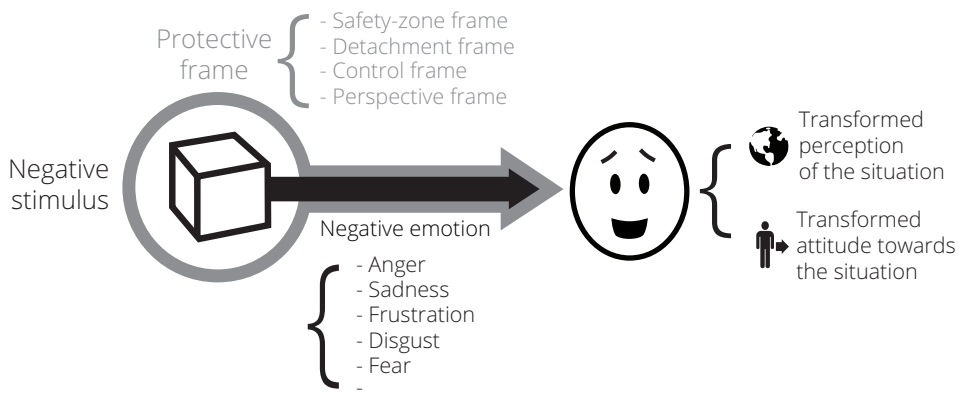 Protective
frame
- Safety-zone frame
- Detachment frame
- Control frame
- Perspective frame
Negative
stimulus
Negative emotion
- Anger
- Sadness
- Frustration
- Disgust
- Fear
-
Transformed
perception
of the situation
Transformed
attitude towards
the situation